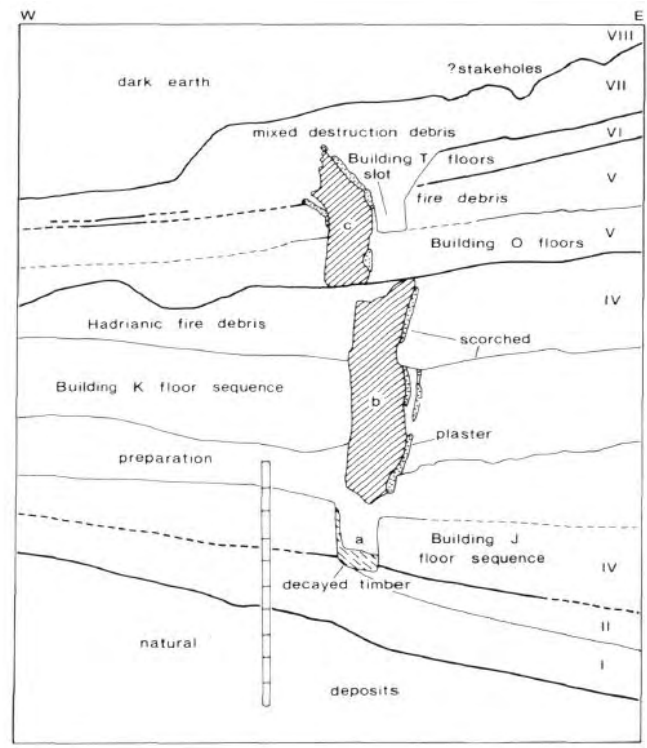 W E
VIII
dark earth
?stakeholes
VII
mixed destruction debris
VI
Building T floors
slot
V
fire debris
c
V
Building O floors
IV
Hadrianic fire debris
scorched
Building K floor sequence
b
plaster
preparation
a
Building J
floor sequence
IV
decayed timber
II
natural
I
deposits